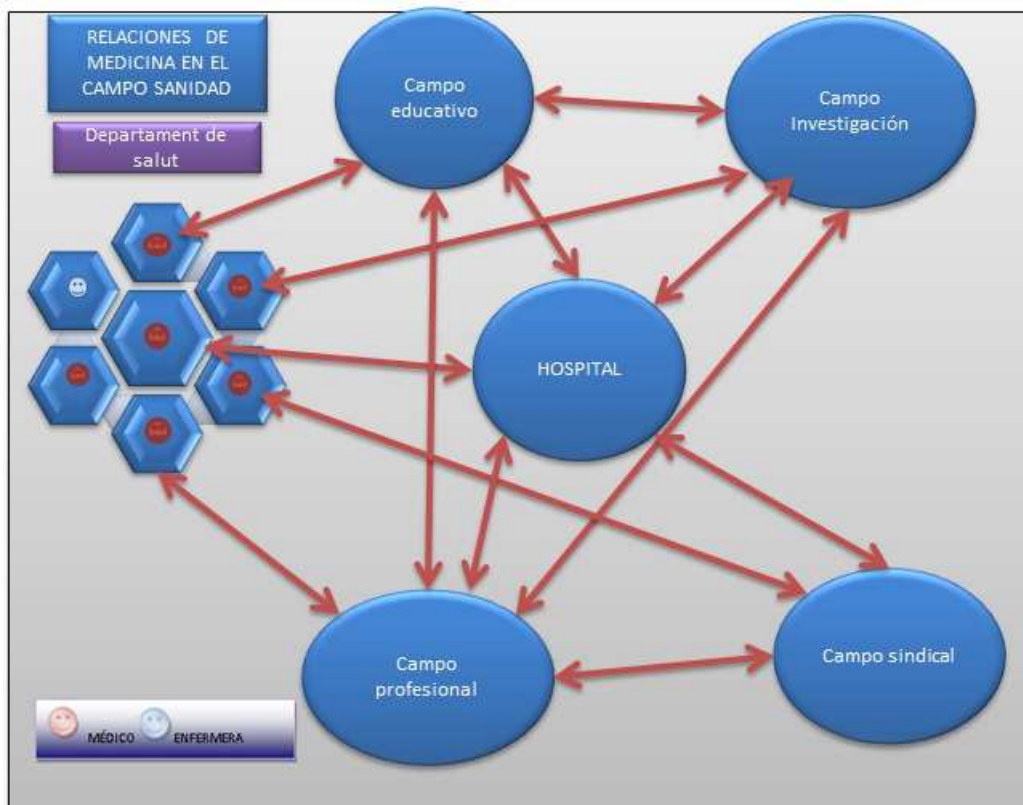 RELACIONES DE
MEDICINA EN EL
CAMPO SANIDAD
Departament de
salut
Campo
educativo
Campo
Investigación
HOSPITAL
Campo
profesional
Campo sindical
MÉDICO
ENFERMERA